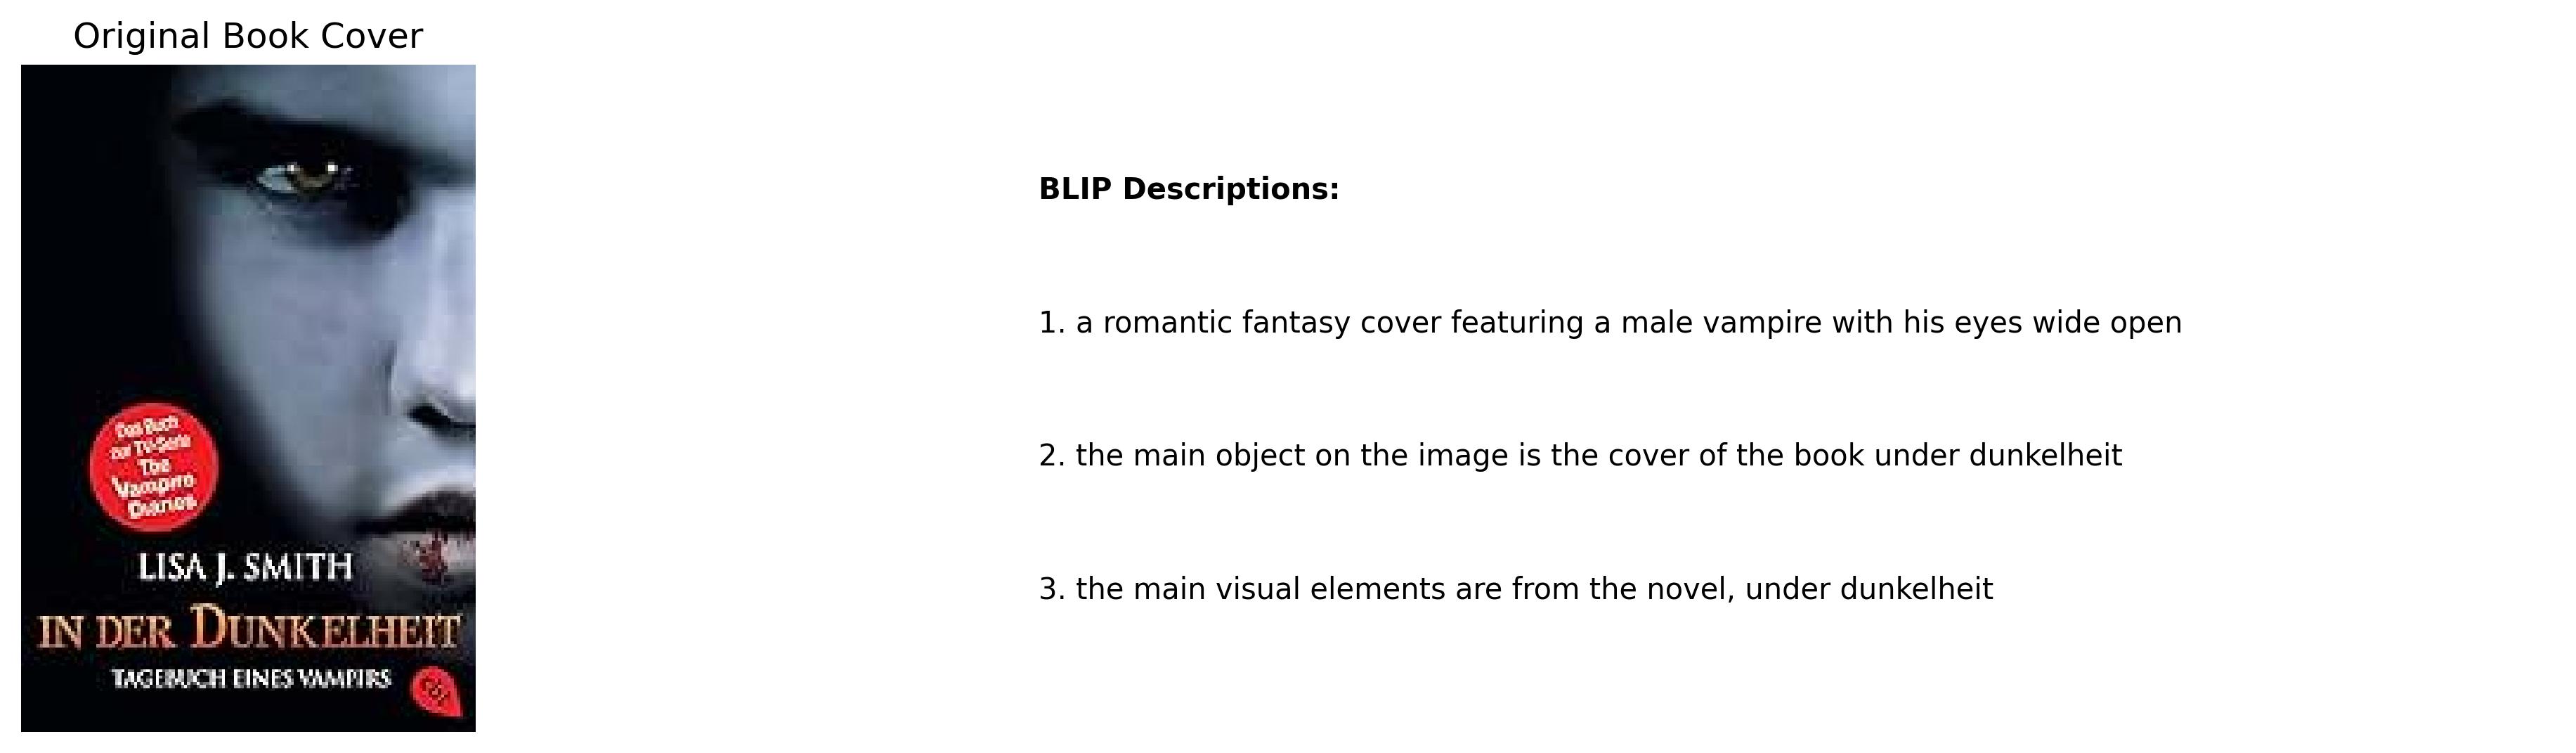 Original Book Cover
Das Buch
zur TV-Serie
The
Vampire
Diaries
LISA J. SMITH
IN DER DUNKELHEIT
TAGEBUCH EINES VAMPIRS
cbt
BLIP Descriptions:
1. a romantic fantasy cover featuring a male vampire with his eyes wide open
2. the main object on the image is the cover of the book under dunkelheit
3. the main visual elements are from the novel, under dunkelheit